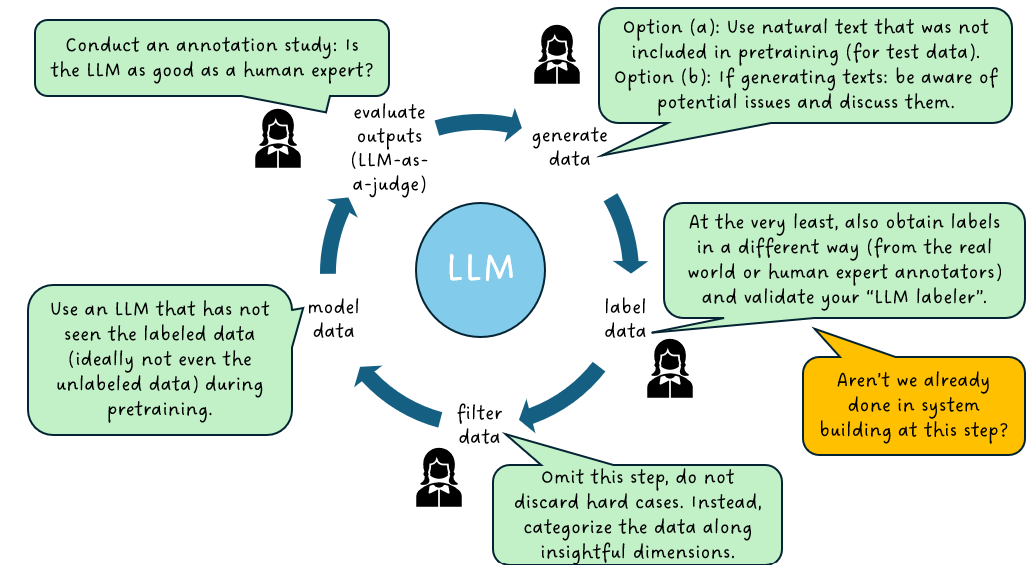 Conduct an annotation study: Is
the LLM as good as a human expert?
Option (a): Use natural text that was not
included in pretraining (for test data).
Option (b): If generating texts: be aware of
potential issues and discuss them.
evaluate
outputs
(LLM-as-
a-judge)
generate
data
At the very least, also obtain labels
in a different way (from the real
world or human expert annotators)
and validate your “LLM labeler”.
LLM
Use an LLM that has not
seen the labeled data
(ideally not even the
unlabeled data) during
pretraining.
model
data
label
data
Aren't we already
done in system
building at this step?
filter
data
Omit this step, do not
discard hard cases. Instead,
categorize the data along
insightful dimensions.